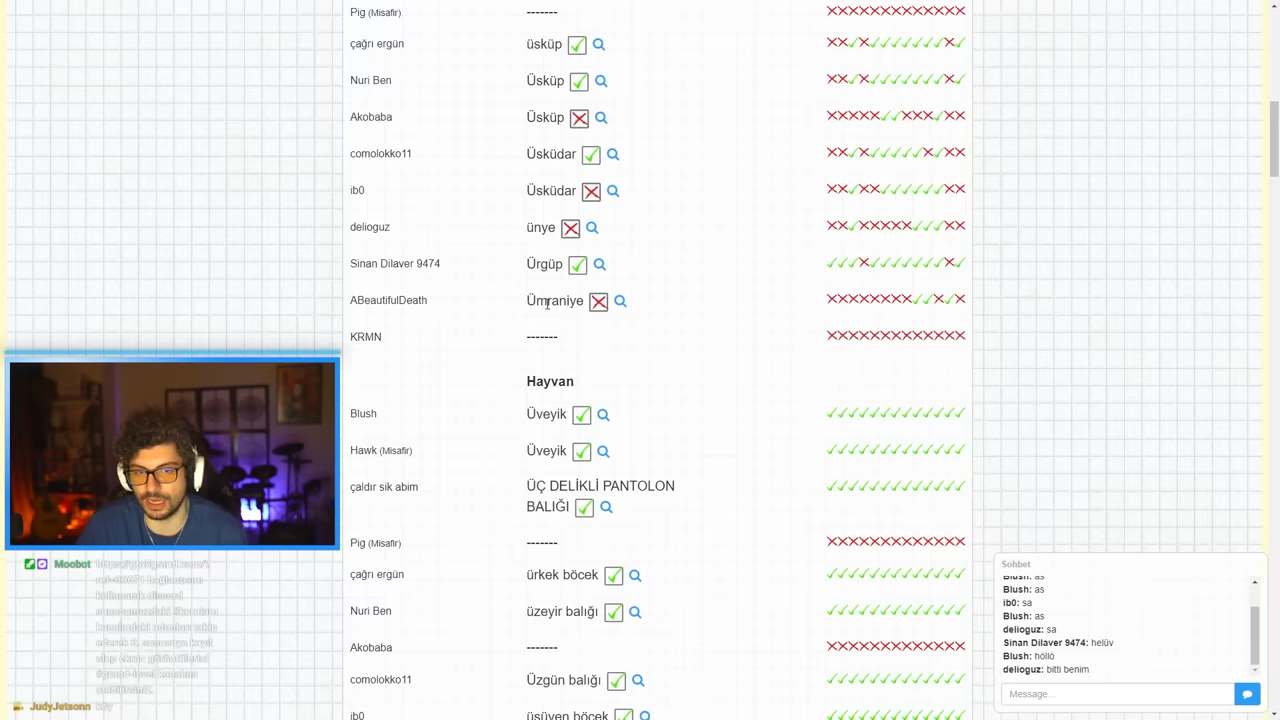 Pig (Misafir) -------
çağrı ergün üsküp
Nuri Ben Üsküp
Akobaba Üsküp
comolokko11 Üsküdar
ib0 Üsküdar
delioguz ünye
Sinan Dilaver 9474 Ürgüp
ABeautifulDeath Ümraniye
KRMN -------
Hayvan
Blush Üveyik
Hawk (Misafir) Üveyik
çaldır sik abim ÜÇ DELİKLİ PANTOLON
BALIĞI
Pig (Misafir) -------
çağrı ergün ürkek böcek
Nuri Ben üzeyir balığı
Akobaba -------
comolokko11 Üzgün balığı
ib0 üşüyen böcek
Moobot
JudyJetsonn
Sohbet
Blush: as
Blush: as
ib0: sa
Blush: as
delioguz: sa
Sinan Dilaver 9474: helüv
Blush: höllö
delioguz: bitti benim
Message...